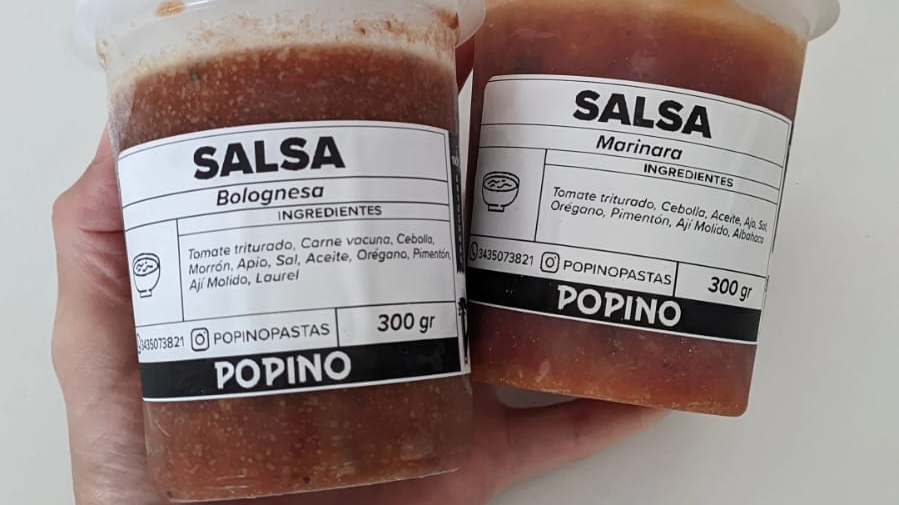 SALSA
Bolognesa
INGREDIENTES
Tomate triturado, Carne vacuna, Cebolla,
Morrón, Apio, Sal, Aceite, Orégano, Pimentón,
Ají Molido, Laurel
3435073821 POPINOPASTAS
300 gr
POPINO
SALSA
Marinara
INGREDIENTES
Tomate triturado, Cebolla, Aceite, Ajo, Sal,
Orégano, Pimentón, Ají Molido, Albahaca
3435073821 POPINOPASTAS
300 gr
POPINO